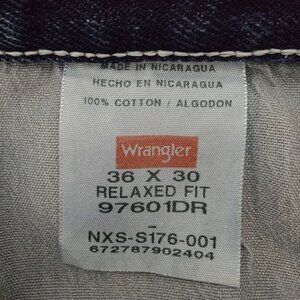 MADE IN NICARAGUA
HECHO EN NICARAGUA
100% COTTON / ALGODON
Wrangler
36 X 30
RELAXED FIT
97601DR
-
NXS-S176-001
672787902404